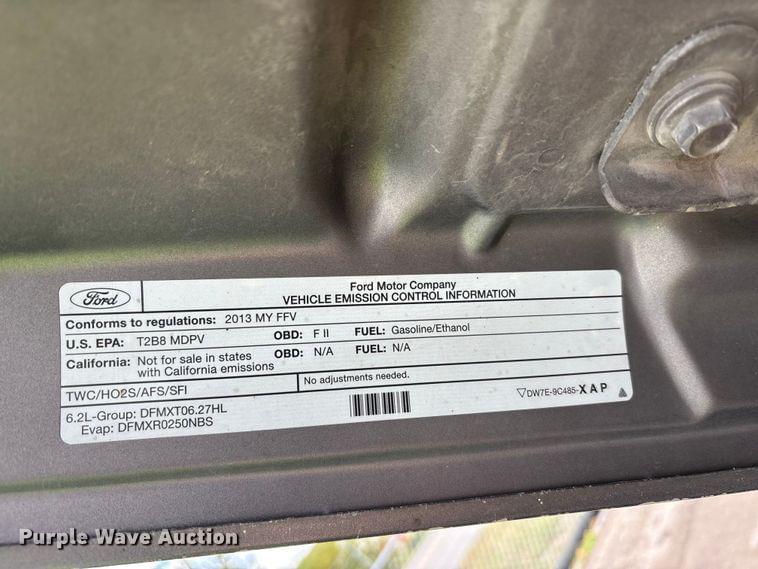 Ford
Ford Motor Company
VEHICLE EMISSION CONTROL INFORMATION
Conforms to regulations: 2013 MY FFV
U.S. EPA: T2B8 MDPV OBD: F II FUEL: Gasoline/Ethanol
California: Not for sale in states with California emissions OBD: N/A FUEL: N/A
TWC/HO2S/AFS/SFI
No adjustments needed.
6.2L-Group: DFMXT06.27HL
Evap: DFMXR0250NBS
▽DW7E-9C485-XAP
Purple Wave Auction